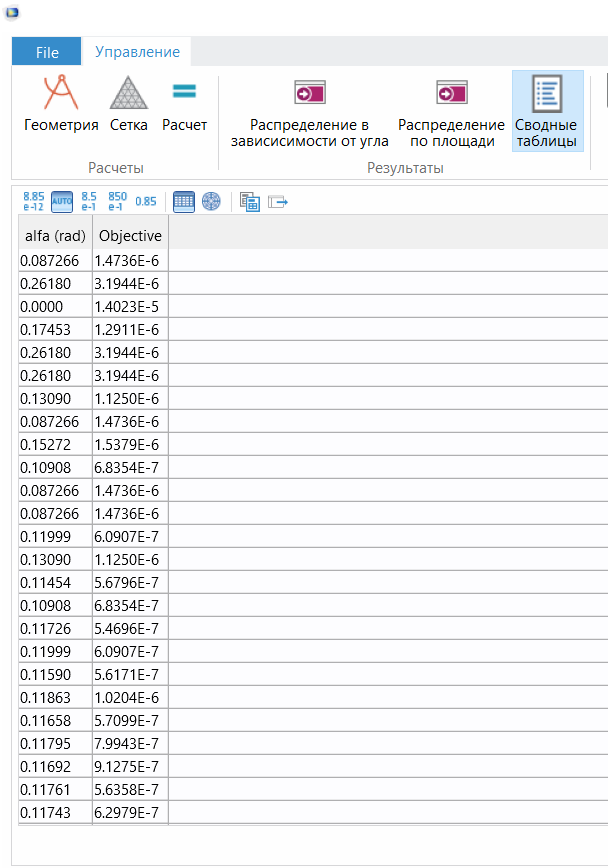 File Управление
Геометрия Сетка Расчет Распределение в Распределение Сводные
зависисимости от угла по площади таблицы
Расчеты Результаты
8.85 AUTO 8.5 850 0.85
e-12 e-1 e-1
alfa (rad) Objective
0.087266 1.4736E-6
0.26180 3.1944E-6
0.0000 1.4023E-5
0.17453 1.2911E-6
0.26180 3.1944E-6
0.26180 3.1944E-6
0.13090 1.1250E-6
0.087266 1.4736E-6
0.15272 1.5379E-6
0.10908 6.8354E-7
0.087266 1.4736E-6
0.087266 1.4736E-6
0.11999 6.0907E-7
0.13090 1.1250E-6
0.11454 5.6796E-7
0.10908 6.8354E-7
0.11726 5.4696E-7
0.11999 6.0907E-7
0.11590 5.6171E-7
0.11863 1.0204E-6
0.11658 5.7099E-7
0.11795 7.9943E-7
0.11692 9.1275E-7
0.11761 5.6358E-7
0.11743 6.2979E-7